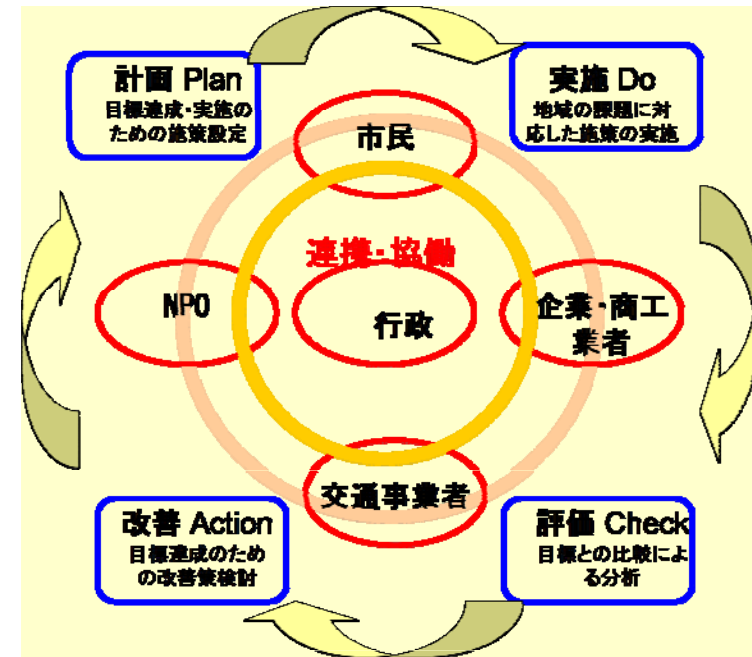 計画 Plan
目標達成・実施の
ための施策設定
実施 Do
地域の課題に対
応した施策の実施
市民
連携・協働
NPO
行政
企業・商工
業者
交通事業者
改善 Action
目標達成のため
の改善策検討
評価 Check
目標との比較によ
る分析